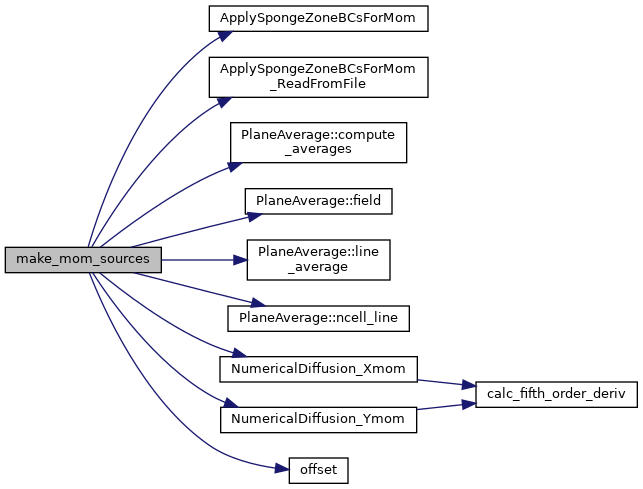 ApplySpongeZoneBCsForMom
ApplySpongeZoneBCsForMom
_ReadFromFile
PlaneAverage::compute
_averages
PlaneAverage::field
make_mom_sources
PlaneAverage::line
_average
PlaneAverage::ncell_line
NumericalDiffusion_Xmom
calc_fifth_order_deriv
NumericalDiffusion_Ymom
offset